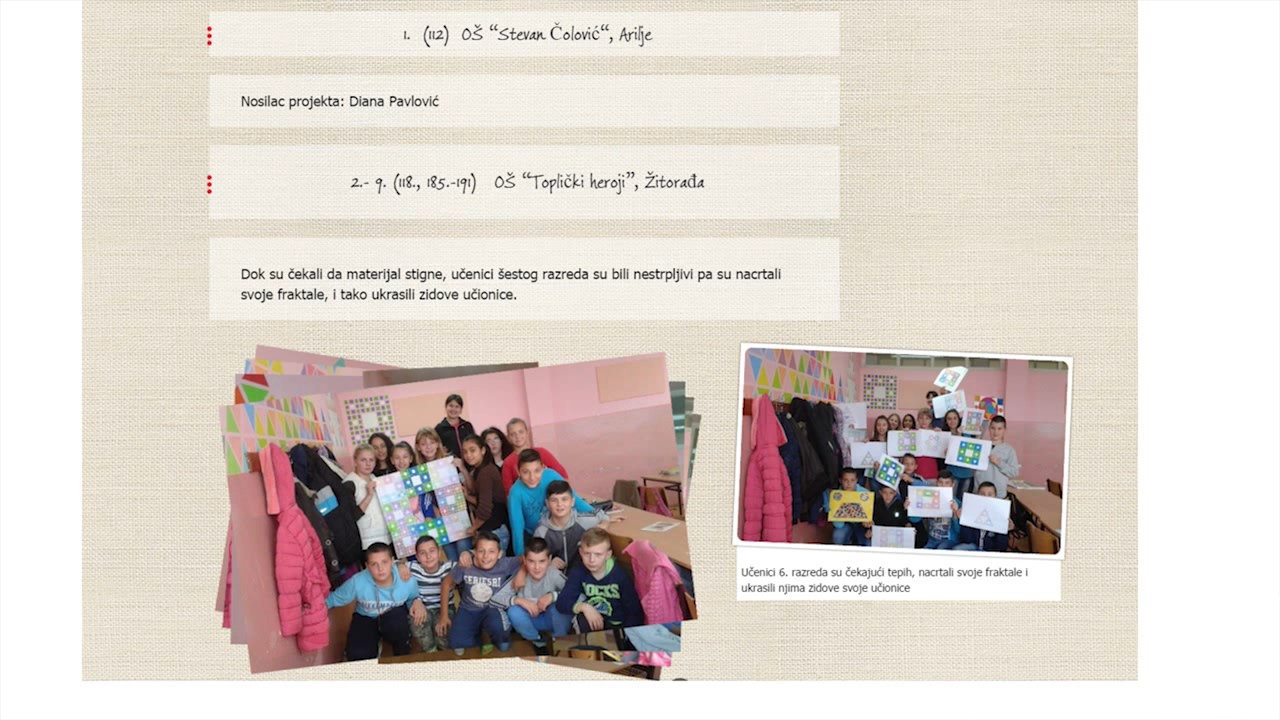 1. (112) OŠ “Stevan Čolović“, Arilje
Nosilac projekta: Diana Pavlović
2.- 9. (118., 185.-191) OŠ “Toplički heroji”, Žitorađa
Dok su čekali da materijal stigne, učenici šestog razreda su bili nestrpljivi pa su nacrtali
svoje fraktale, i tako ukrasili zidove učionice.
Učenici 6. razreda su čekajući tepih, nacrtali svoje fraktale i
ukrasili njima zidove svoje učionice